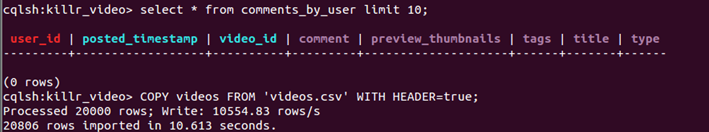 cqlsh:killr_video> select * from comments_by_user limit 10;
user_id | posted_timestamp | video_id | comment | preview_thumbnails | tags | title | type
---------+------------------+----------+---------+--------------------+------+-------+------
(0 rows)
cqlsh:killr_video> COPY videos FROM 'videos.csv' WITH HEADER=true;
Processed 20000 rows; Write: 10554.83 rows/s
20806 rows imported in 10.613 seconds.